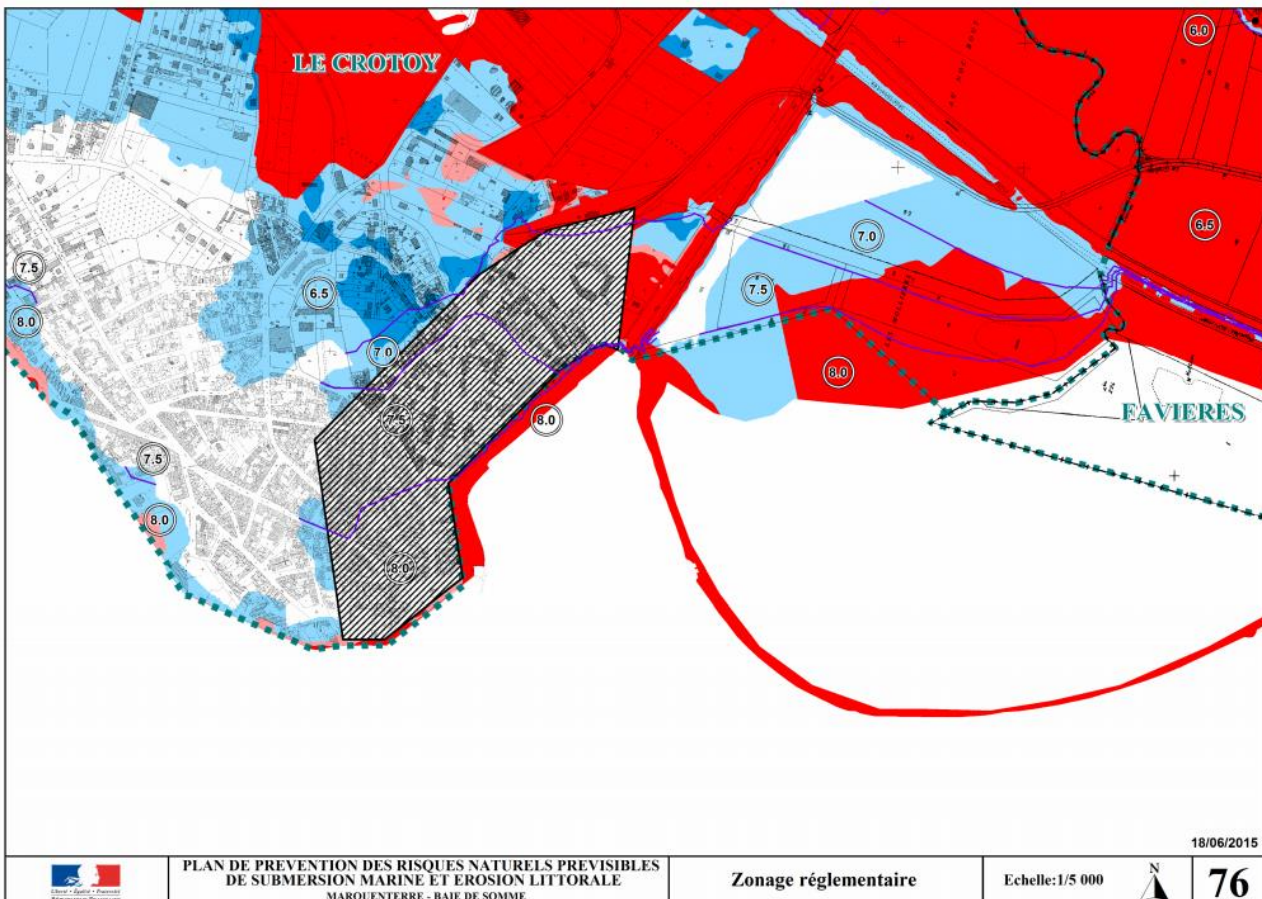 LE CROTOY
6.0
6.5
7.0
7.5
7.5
8.0
6.5
7.0
7.5
8.0
8.0
FAVIERES
7.5
8.0
8.0
18/06/2015
PLAN DE PREVENTION DES RISQUES NATURELS PREVISIBLES
DE SUBMERSION MARINE ET EROSION LITTORALE
MARQUENTERRE - BAIE DE SOMME
Zonage réglementaire
Echelle:1/5 000
N
76